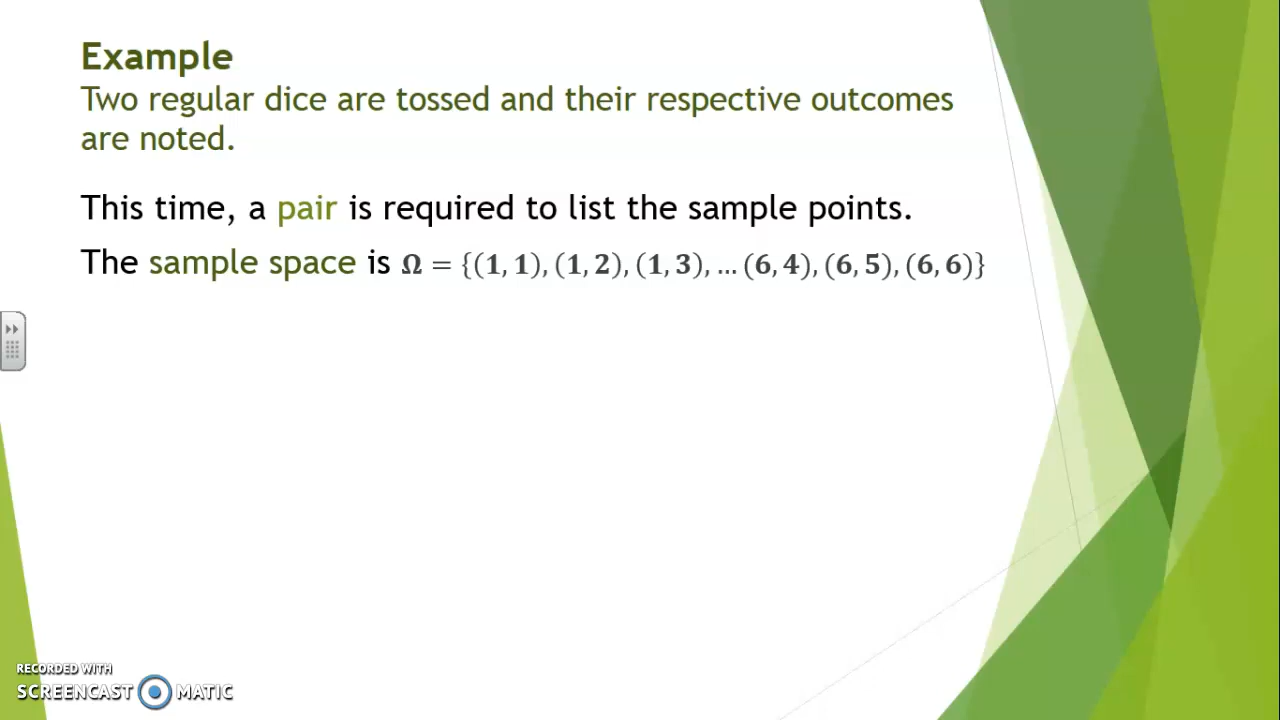 Example
Two regular dice are tossed and their respective outcomes
are noted.
This time, a pair is required to list the sample points.
The sample space is Ω = {(1, 1), (1, 2), (1, 3), … (6, 4), (6, 5), (6, 6)}
RECORDED WITH
SCREENCAST MATIC